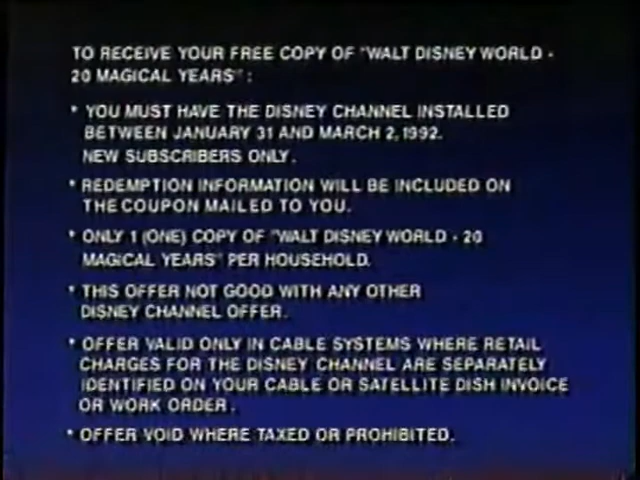 TO RECEIVE YOUR FREE COPY OF "WALT DISNEY WORLD -
20 MAGICAL YEARS" :
* YOU MUST HAVE THE DISNEY CHANNEL INSTALLED
BETWEEN JANUARY 31 AND MARCH 2, 1992.
NEW SUBSCRIBERS ONLY.
* REDEMPTION INFORMATION WILL BE INCLUDED ON
THE COUPON MAILED TO YOU.
* ONLY 1 (ONE) COPY OF "WALT DISNEY WORLD - 20
MAGICAL YEARS" PER HOUSEHOLD.
* THIS OFFER NOT GOOD WITH ANY OTHER
DISNEY CHANNEL OFFER.
* OFFER VALID ONLY IN CABLE SYSTEMS WHERE RETAIL
CHARGES FOR THE DISNEY CHANNEL ARE SEPARATELY
IDENTIFIED ON YOUR CABLE OR SATELLITE DISH INVOICE
OR WORK ORDER.
* OFFER VOID WHERE TAXED OR PROHIBITED.